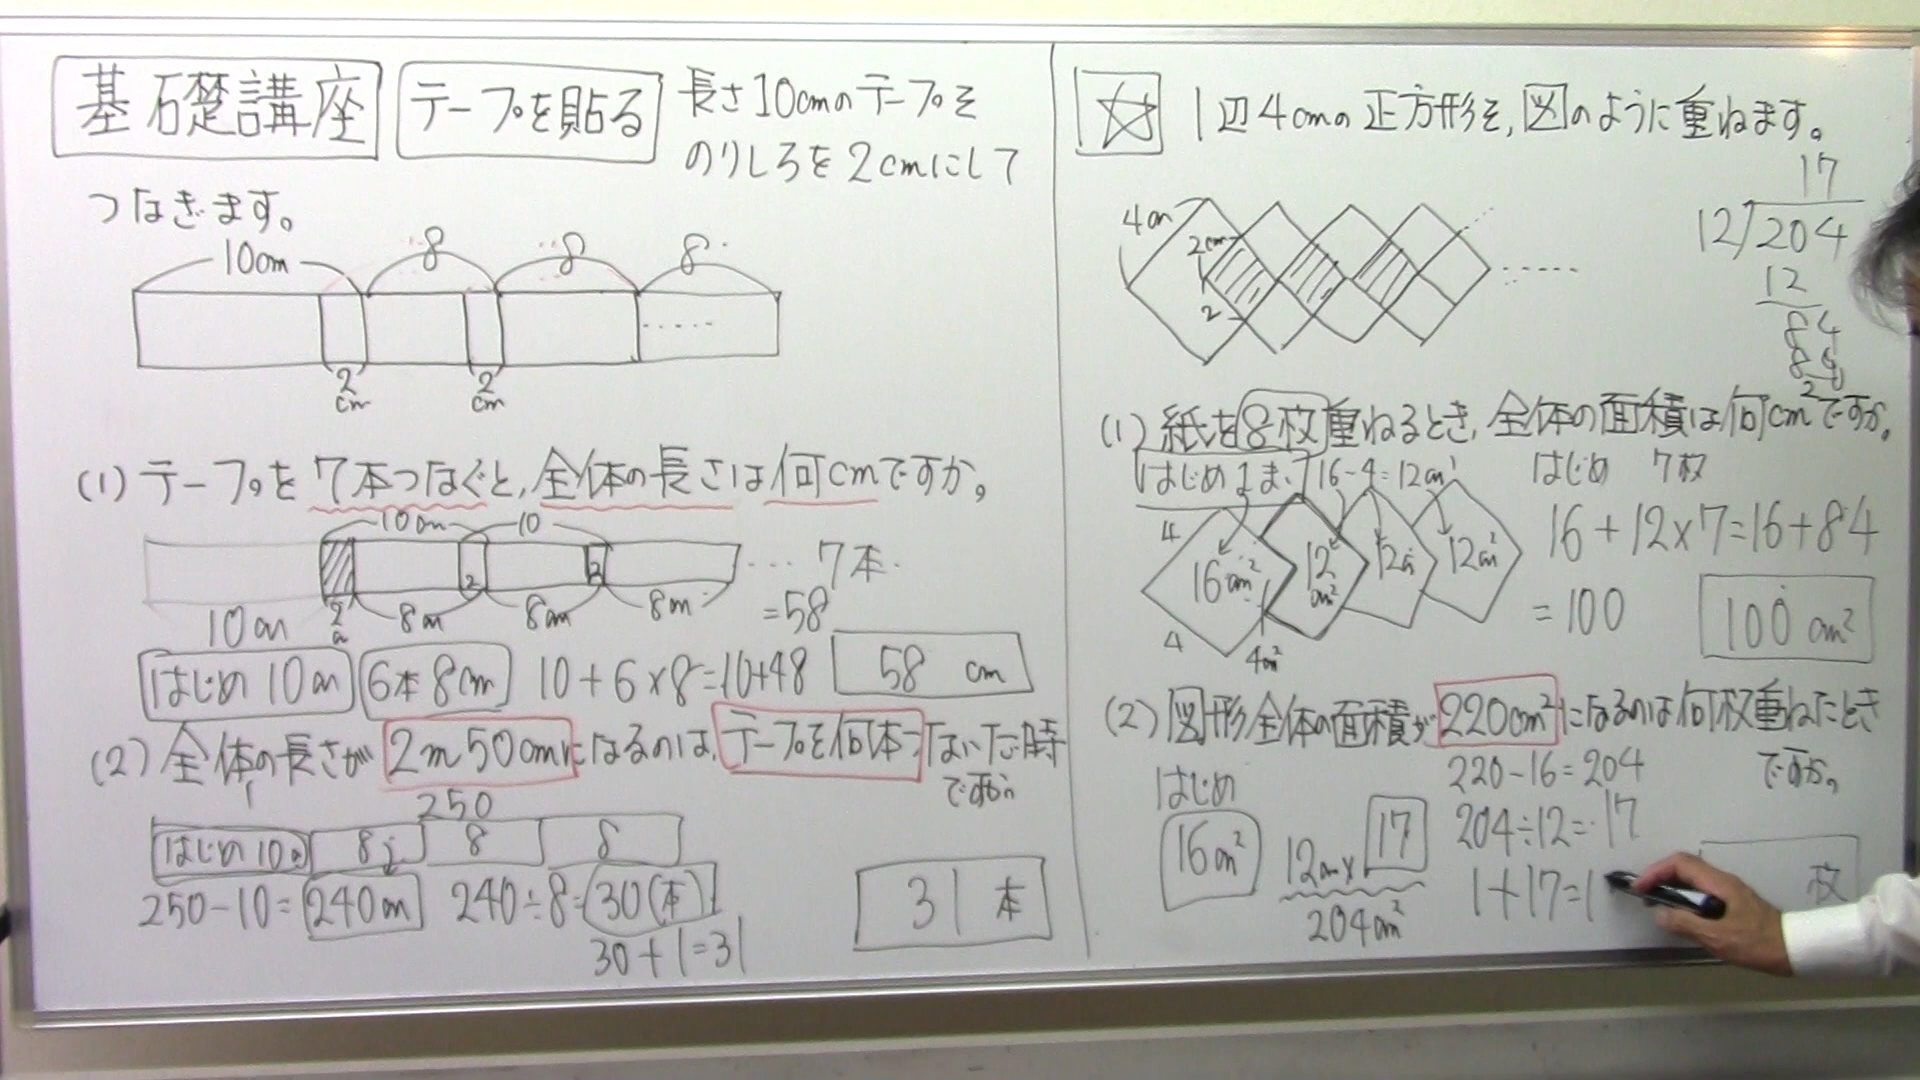 基礎講座 テープを貼る 長さ10cmのテープを
のりしろを2cmにして
つなぎます。
10cm 8 8 8
2cm 2cm
(1) テープを7本つなぐと、全体の長さは何cmですか。
10cm 10
2 2 ···· 7本
10cm 2cm 8cm 8cm 8cm =58
はじめ10cm 6本8cm 10+6×8=10+48 58 cm
(2) 全体の長さが2m50cmになるのは、テープを何本つないだ時
ですか
250
はじめ10cm 8 8 8
250-10=240cm 240÷8=30(本)
30+1=31
31 本
☆ 1辺4cmの正方形を、図のように重ねます。
4cm 2cm 2
17
12)204
12
84
84
0
(1) 紙を8枚重ねるとき、全体の面積は何cm²ですか。
はじめ1まい 16-4=12cm² はじめ 7枚
4 16cm² 12cm² 12cm² 12cm² 16+12×7=16+84
4 4cm² =100 100 cm²
(2) 図形全体の面積が220cm²になるのは何枚重ねたとき
ですか。
220-16=204
はじめ
16cm² 12cm× 17 204÷12=17
204cm² 1+17=1 枚